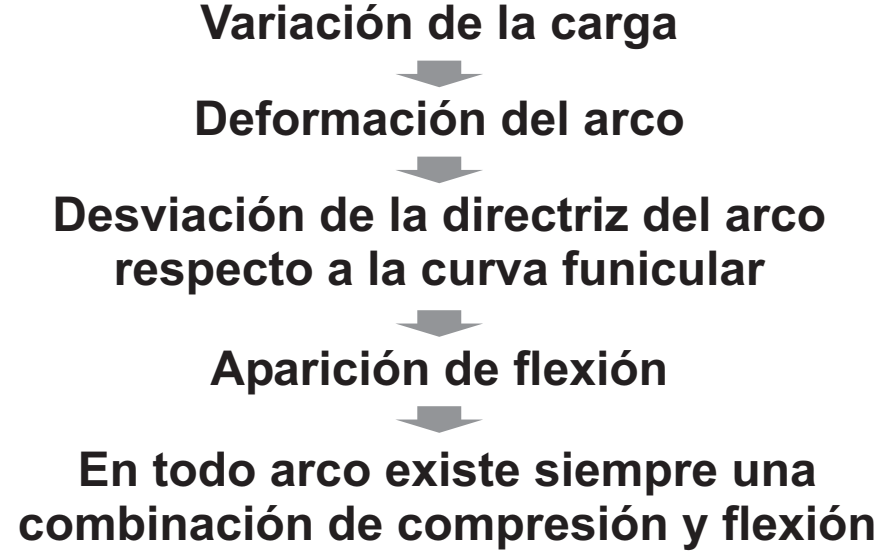 Variación de la carga
Deformación del arco
Desviación de la directriz del arco
respecto a la curva funicular
Aparición de flexión
En todo arco existe siempre una
combinación de compresión y flexión